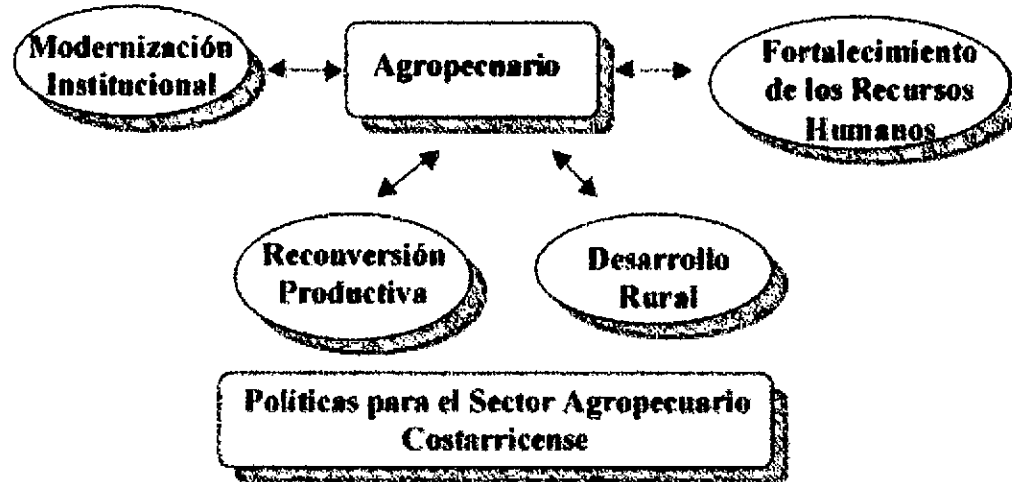 Modernización
Institucional
Agropecuario
Fortalecimiento
de los Recursos
Humanos
Reconversión
Productiva
Desarrollo
Rural
Políticas para el Sector Agropecuario
Costarricense